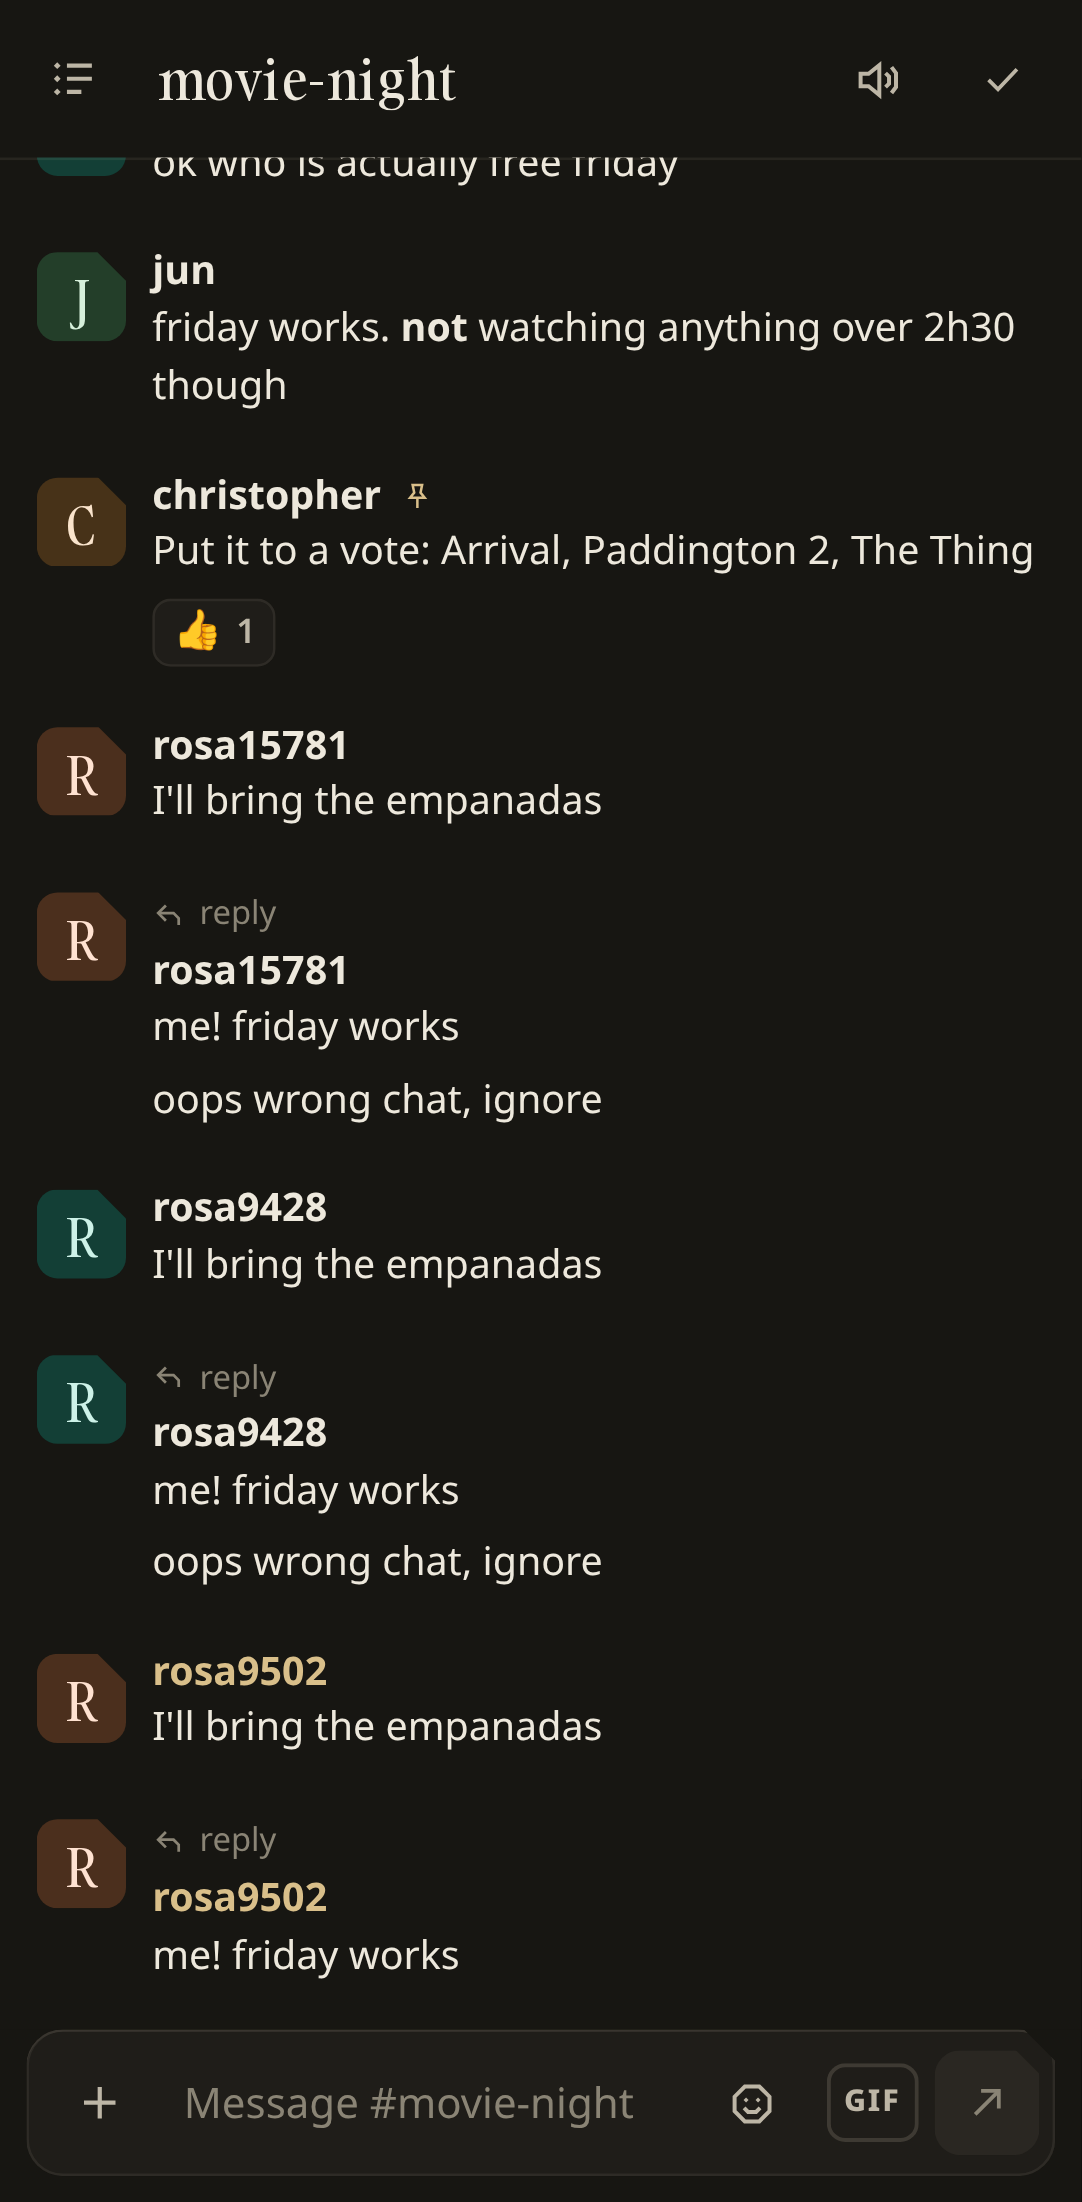 movie-night
ok who is actually free friday
J
jun
friday works. not watching anything over 2h30
though
C
christopher
Put it to a vote: Arrival, Paddington 2, The Thing
👍 1
R
rosa15781
I'll bring the empanadas
R
reply
rosa15781
me! friday works
oops wrong chat, ignore
R
rosa9428
I'll bring the empanadas
R
reply
rosa9428
me! friday works
oops wrong chat, ignore
R
rosa9502
I'll bring the empanadas
R
reply
rosa9502
me! friday works
Message #movie-night
GIF